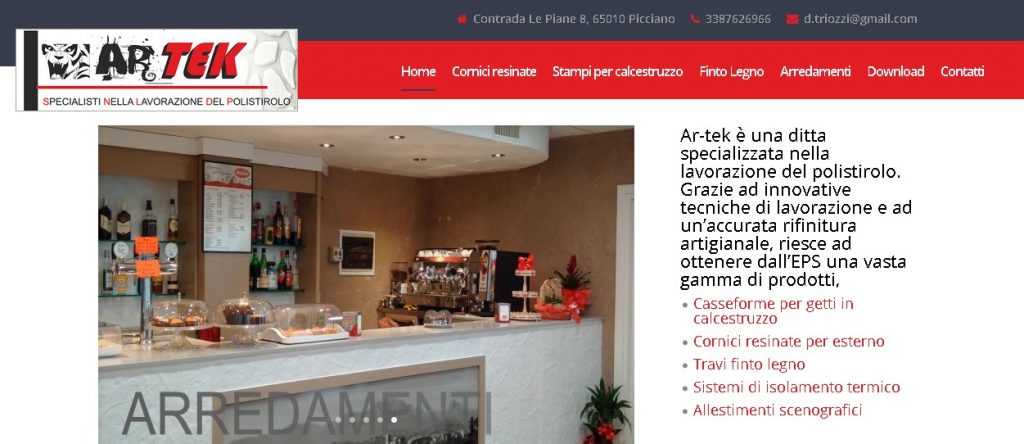 Contrada Le Piane 8, 65010 Picciano 3387626966 d.triozzi@gmail.com
AR TEK
SPECIALISTI NELLA LAVORAZIONE DEL POLISTIROLO
Home Cornici resinate Stampi per calcestruzzo Finto Legno Arredamenti Download Contatti
Ar-tek è una ditta
specializzata nella
lavorazione del polistirolo.
Grazie ad innovative
tecniche di lavorazione e ad
un’accurata rifinitura
artigianale, riesce ad
ottenere dall’EPS una vasta
gamma di prodotti,
Casseforme per getti in
calcestruzzo
Cornici resinate per esterno
Travi finto legno
Sistemi di isolamento termico
Allestimenti scenografici
ARREDAMENTI